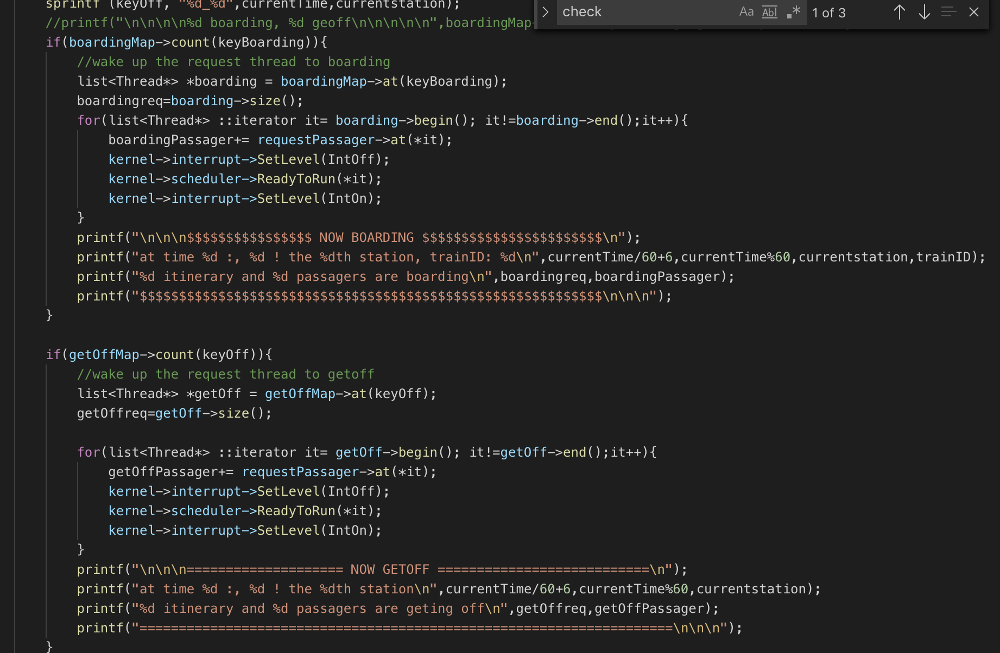 sprintf (keyOff, "%d_%d",currentTime,currentstation);
check Aa Abl .* 1 of 3
//printf("\n\n\n\n%d boarding, %d geoff\n\n\n\n\n",boardingMap-
if(boardingMap->count(keyBoarding)){
//wake up the request thread to boarding
list<Thread*> *boarding = boardingMap->at(keyBoarding);
boardingreq=boarding->size();
for(list<Thread*> ::iterator it= boarding->begin(); it!=boarding->end();it++){
boardingPassager+= requestPassager->at(*it);
kernel->interrupt->SetLevel(IntOff);
kernel->scheduler->ReadyToRun(*it);
kernel->interrupt->SetLevel(IntOn);
}
printf("\n\n\n$$$$$$$$$$$$$$$$ NOW BOARDING $$$$$$$$$$$$$$$$$$$$$$$\n");
printf("at time %d :, %d ! the %dth station, trainID: %d\n",currentTime/60+6,currentTime%60,currentstation,trainID);
printf("%d itinerary and %d passagers are boarding\n",boardingreq,boardingPassager);
printf("$$$$$$$$$$$$$$$$$$$$$$$$$$$$$$$$$$$$$$$$$$$$$$$$$$$$$$$$$$$\n\n\n");
}
if(getOffMap->count(keyOff)){
//wake up the request thread to getoff
list<Thread*> *getOff = getOffMap->at(keyOff);
getOffreq=getOff->size();
for(list<Thread*> ::iterator it= getOff->begin(); it!=getOff->end();it++){
getOffPassager+= requestPassager->at(*it);
kernel->interrupt->SetLevel(IntOff);
kernel->scheduler->ReadyToRun(*it);
kernel->interrupt->SetLevel(IntOn);
}
printf("\n\n\n==================== NOW GETOFF ===========================\n");
printf("at time %d :, %d ! the %dth station\n",currentTime/60+6,currentTime%60,currentstation);
printf("%d itinerary and %d passagers are geting off\n",getOffreq,getOffPassager);
printf("====================================================================\n\n\n");
}